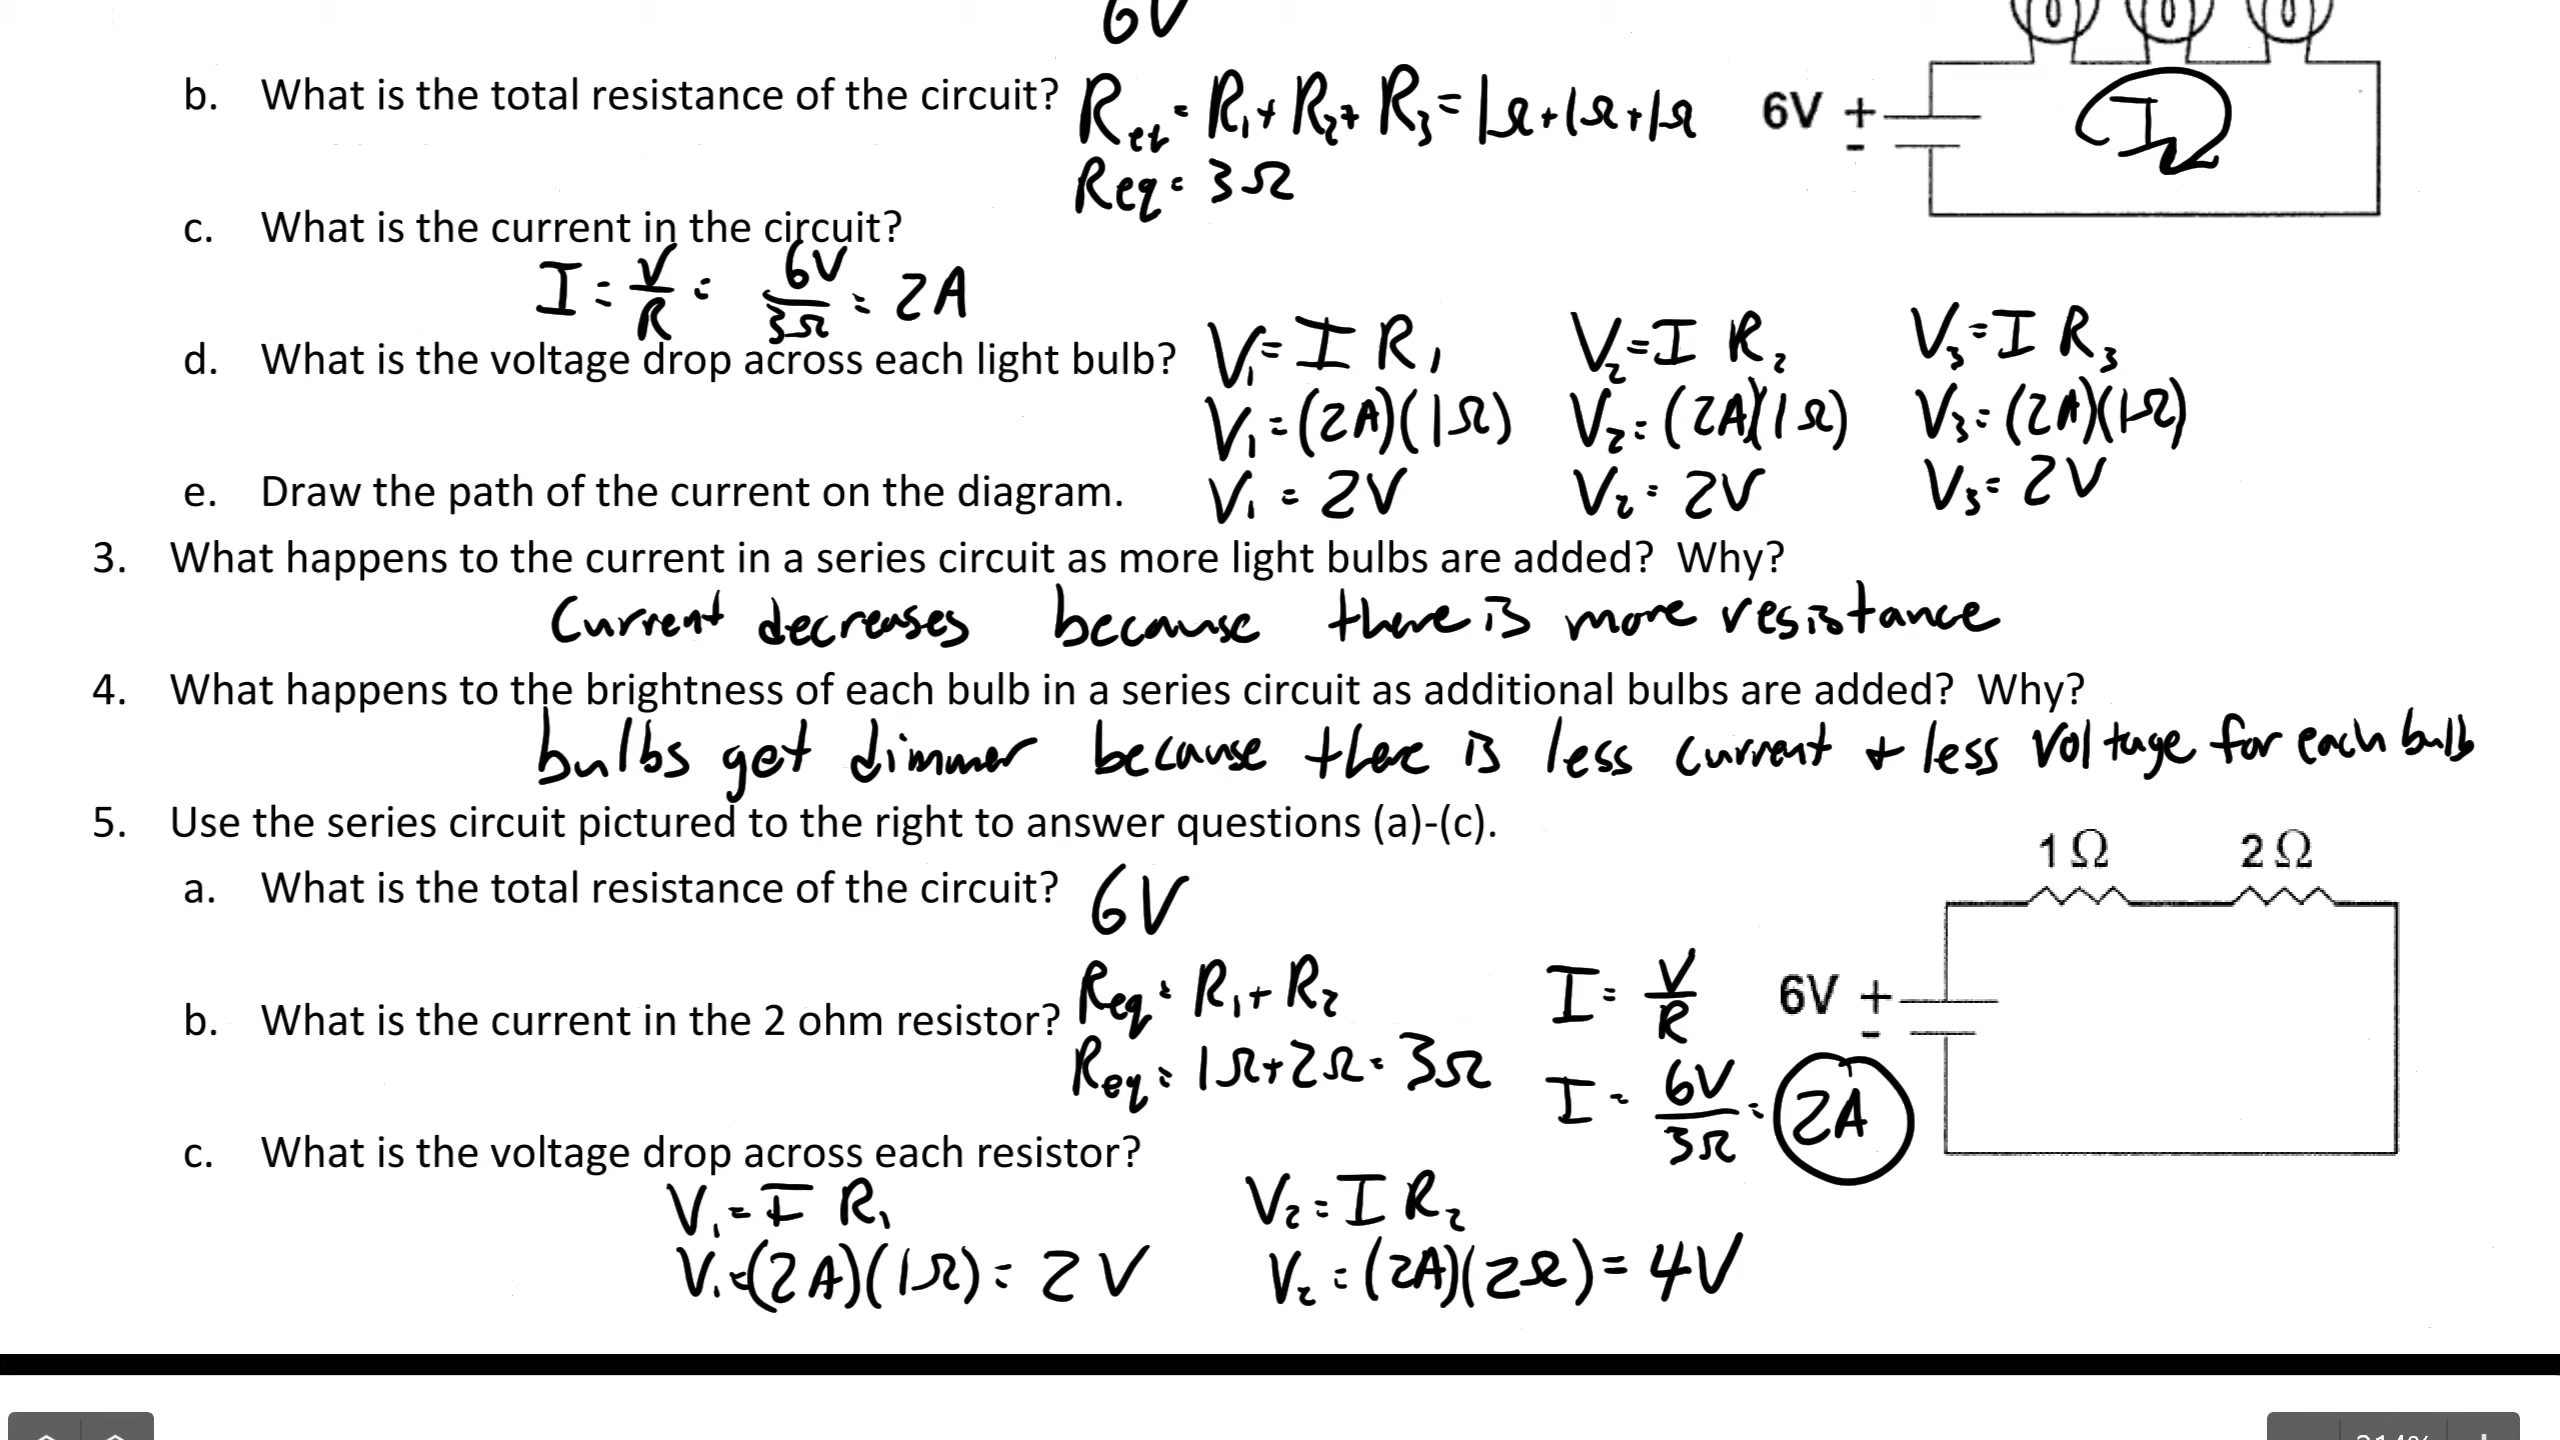 6V
b. What is the total resistance of the circuit? Ret = R1 + R2 + R3 = 1Ω + 1Ω + 1Ω
6V + -
I
Req = 3Ω
c. What is the current in the circuit?
I = V/R = 6V/3Ω = 2A
d. What is the voltage drop across each light bulb? V1 = I R1 V2 = I R2 V3 = I R3
V1 = (2A)(1Ω) V2 = (2A)(1Ω) V3 = (2A)(1Ω)
e. Draw the path of the current on the diagram. V1 = 2V V2 = 2V V3 = 2V
3. What happens to the current in a series circuit as more light bulbs are added? Why?
Current decreases because there is more resistance
4. What happens to the brightness of each bulb in a series circuit as additional bulbs are added? Why?
bulbs get dimmer because there is less current + less voltage for each bulb
5. Use the series circuit pictured to the right to answer questions (a)-(c).
1Ω 2Ω
a. What is the total resistance of the circuit? 6V
Req = R1 + R2 I = V/R 6V + -
b. What is the current in the 2 ohm resistor?
Req = 1Ω + 2Ω = 3Ω I = 6V/3Ω = 2A
c. What is the voltage drop across each resistor?
V1 = I R1 V2 = I R2
V1 = (2A)(1Ω) = 2V V2 = (2A)(2Ω) = 4V